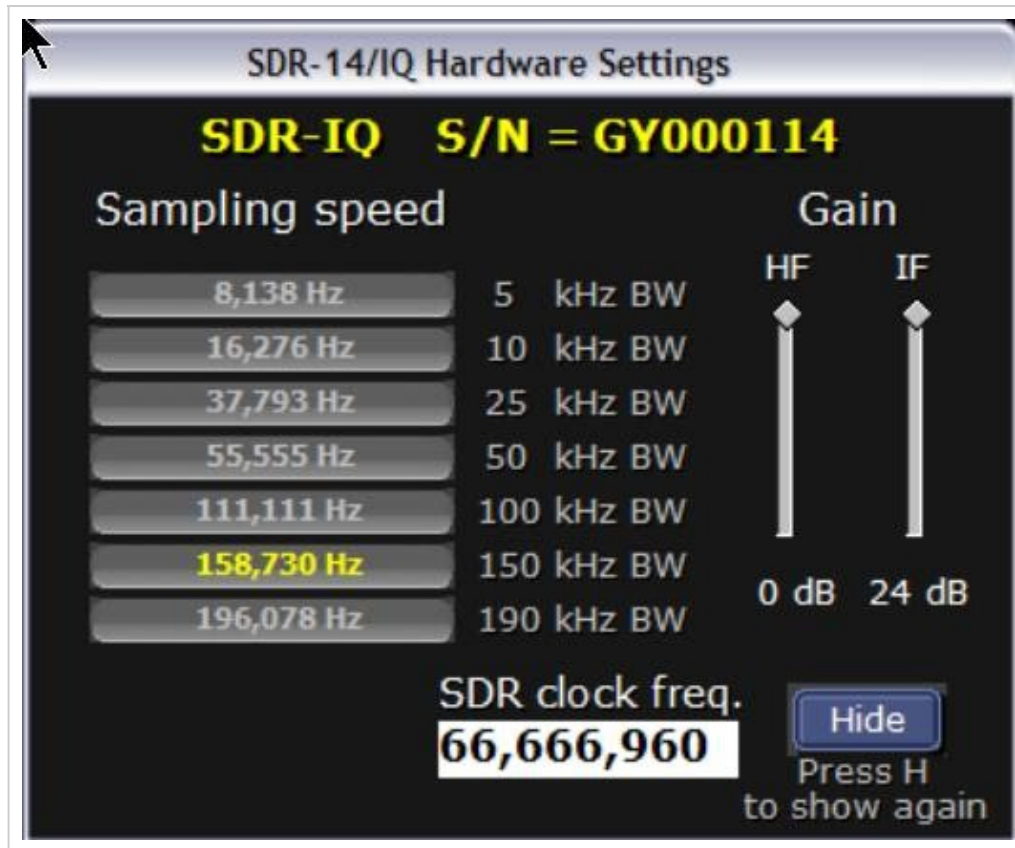 SDR-14/IQ Hardware Settings
SDR-IQ S/N = GY000114
Sampling speed
Gain
HF IF
8,138 Hz 5 kHz BW
16,276 Hz 10 kHz BW
37,793 Hz 25 kHz BW
55,555 Hz 50 kHz BW
111,111 Hz 100 kHz BW
158,730 Hz 150 kHz BW
196,078 Hz 190 kHz BW
0 dB 24 dB
SDR clock freq.
66,666,960
Hide
Press H
to show again